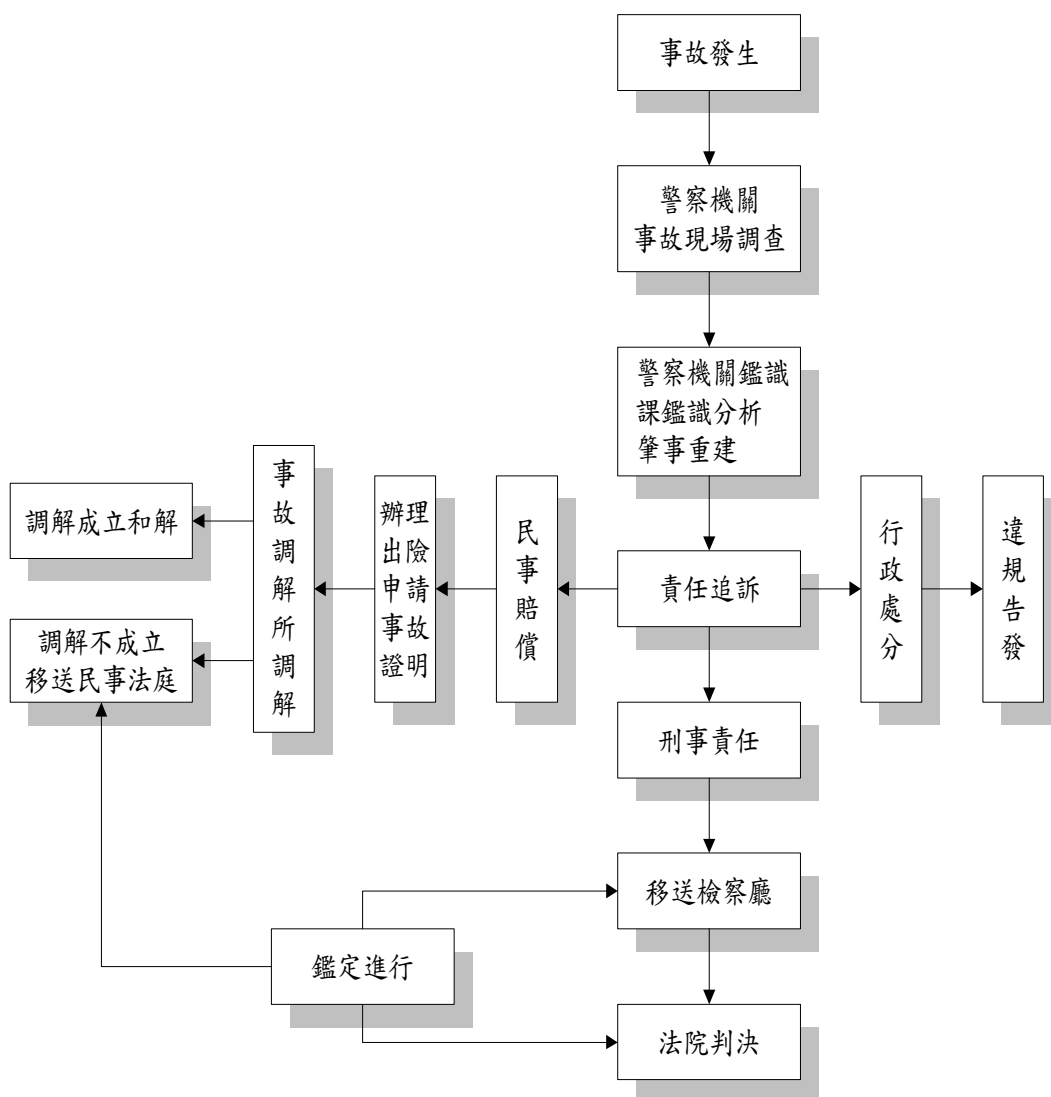 事故發生
警察機關
事故現場調查
警察機關鑑識
課鑑識分析
肇事重建
責任追訴
民事賠償
辦理
出險
申請
事故
證明
事故調解所調解
調解成立和解
調解不成立
移送民事法庭
行政處分
違規告發
刑事責任
移送檢察廳
鑑定進行
法院判決